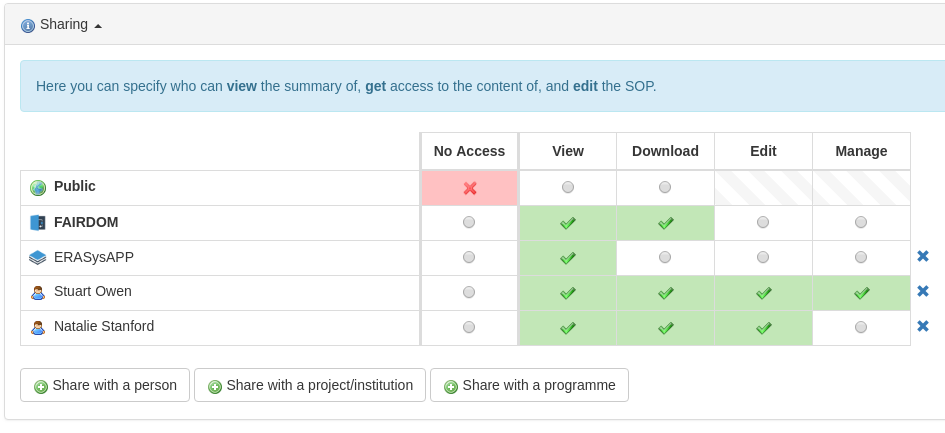 Sharing
Here you can specify who can view the summary of, get access to the content of, and edit the SOP.
No Access View Download Edit Manage
Public
FAIRDOM
ERASysAPP
Stuart Owen
Natalie Stanford
Share with a person Share with a project/institution Share with a programme